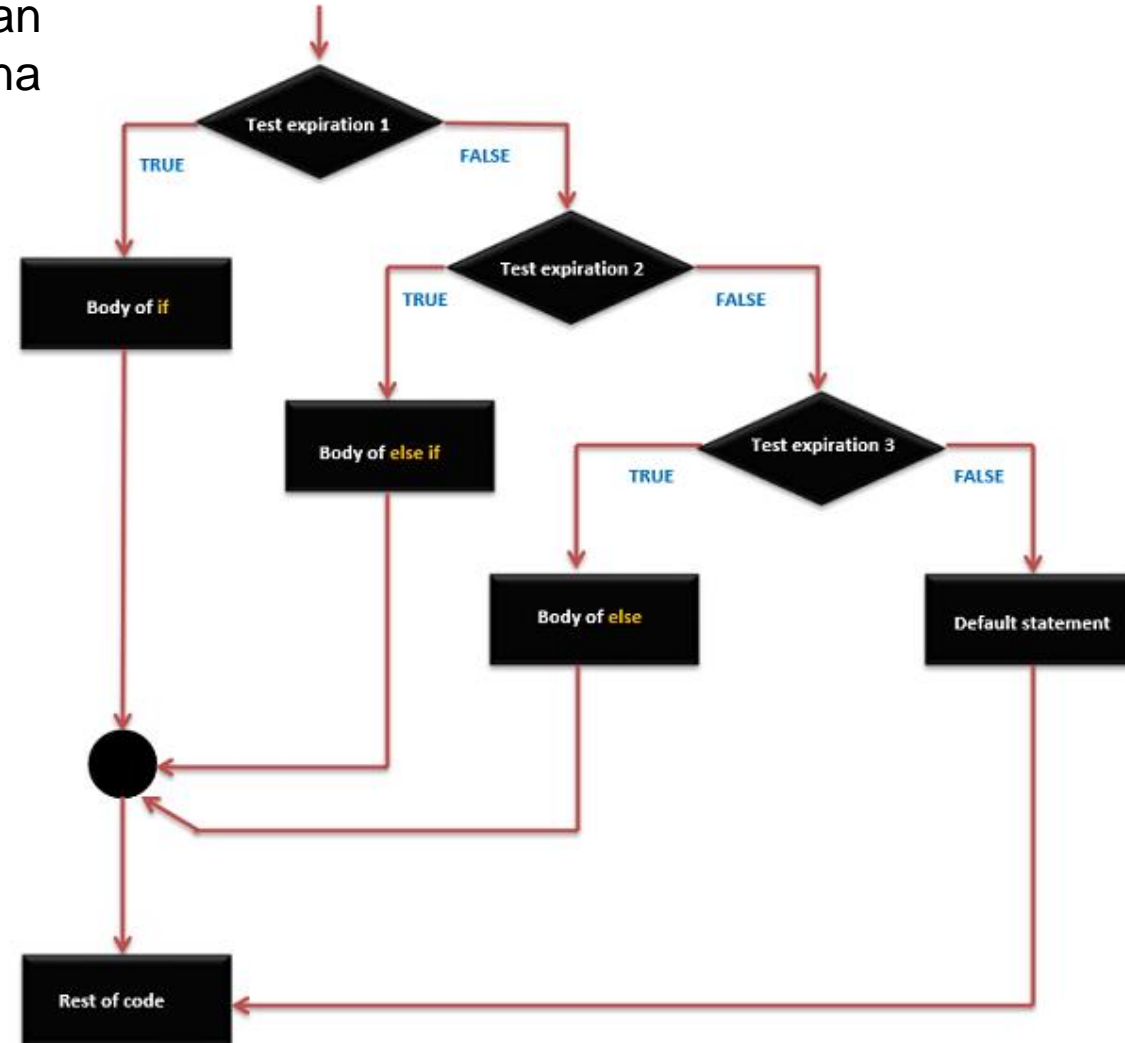 an
na
Test expiration 1
TRUE
FALSE
Test expiration 2
TRUE
FALSE
Body of if
Body of else if
Test expiration 3
TRUE
FALSE
Body of else
Default statement
Rest of code